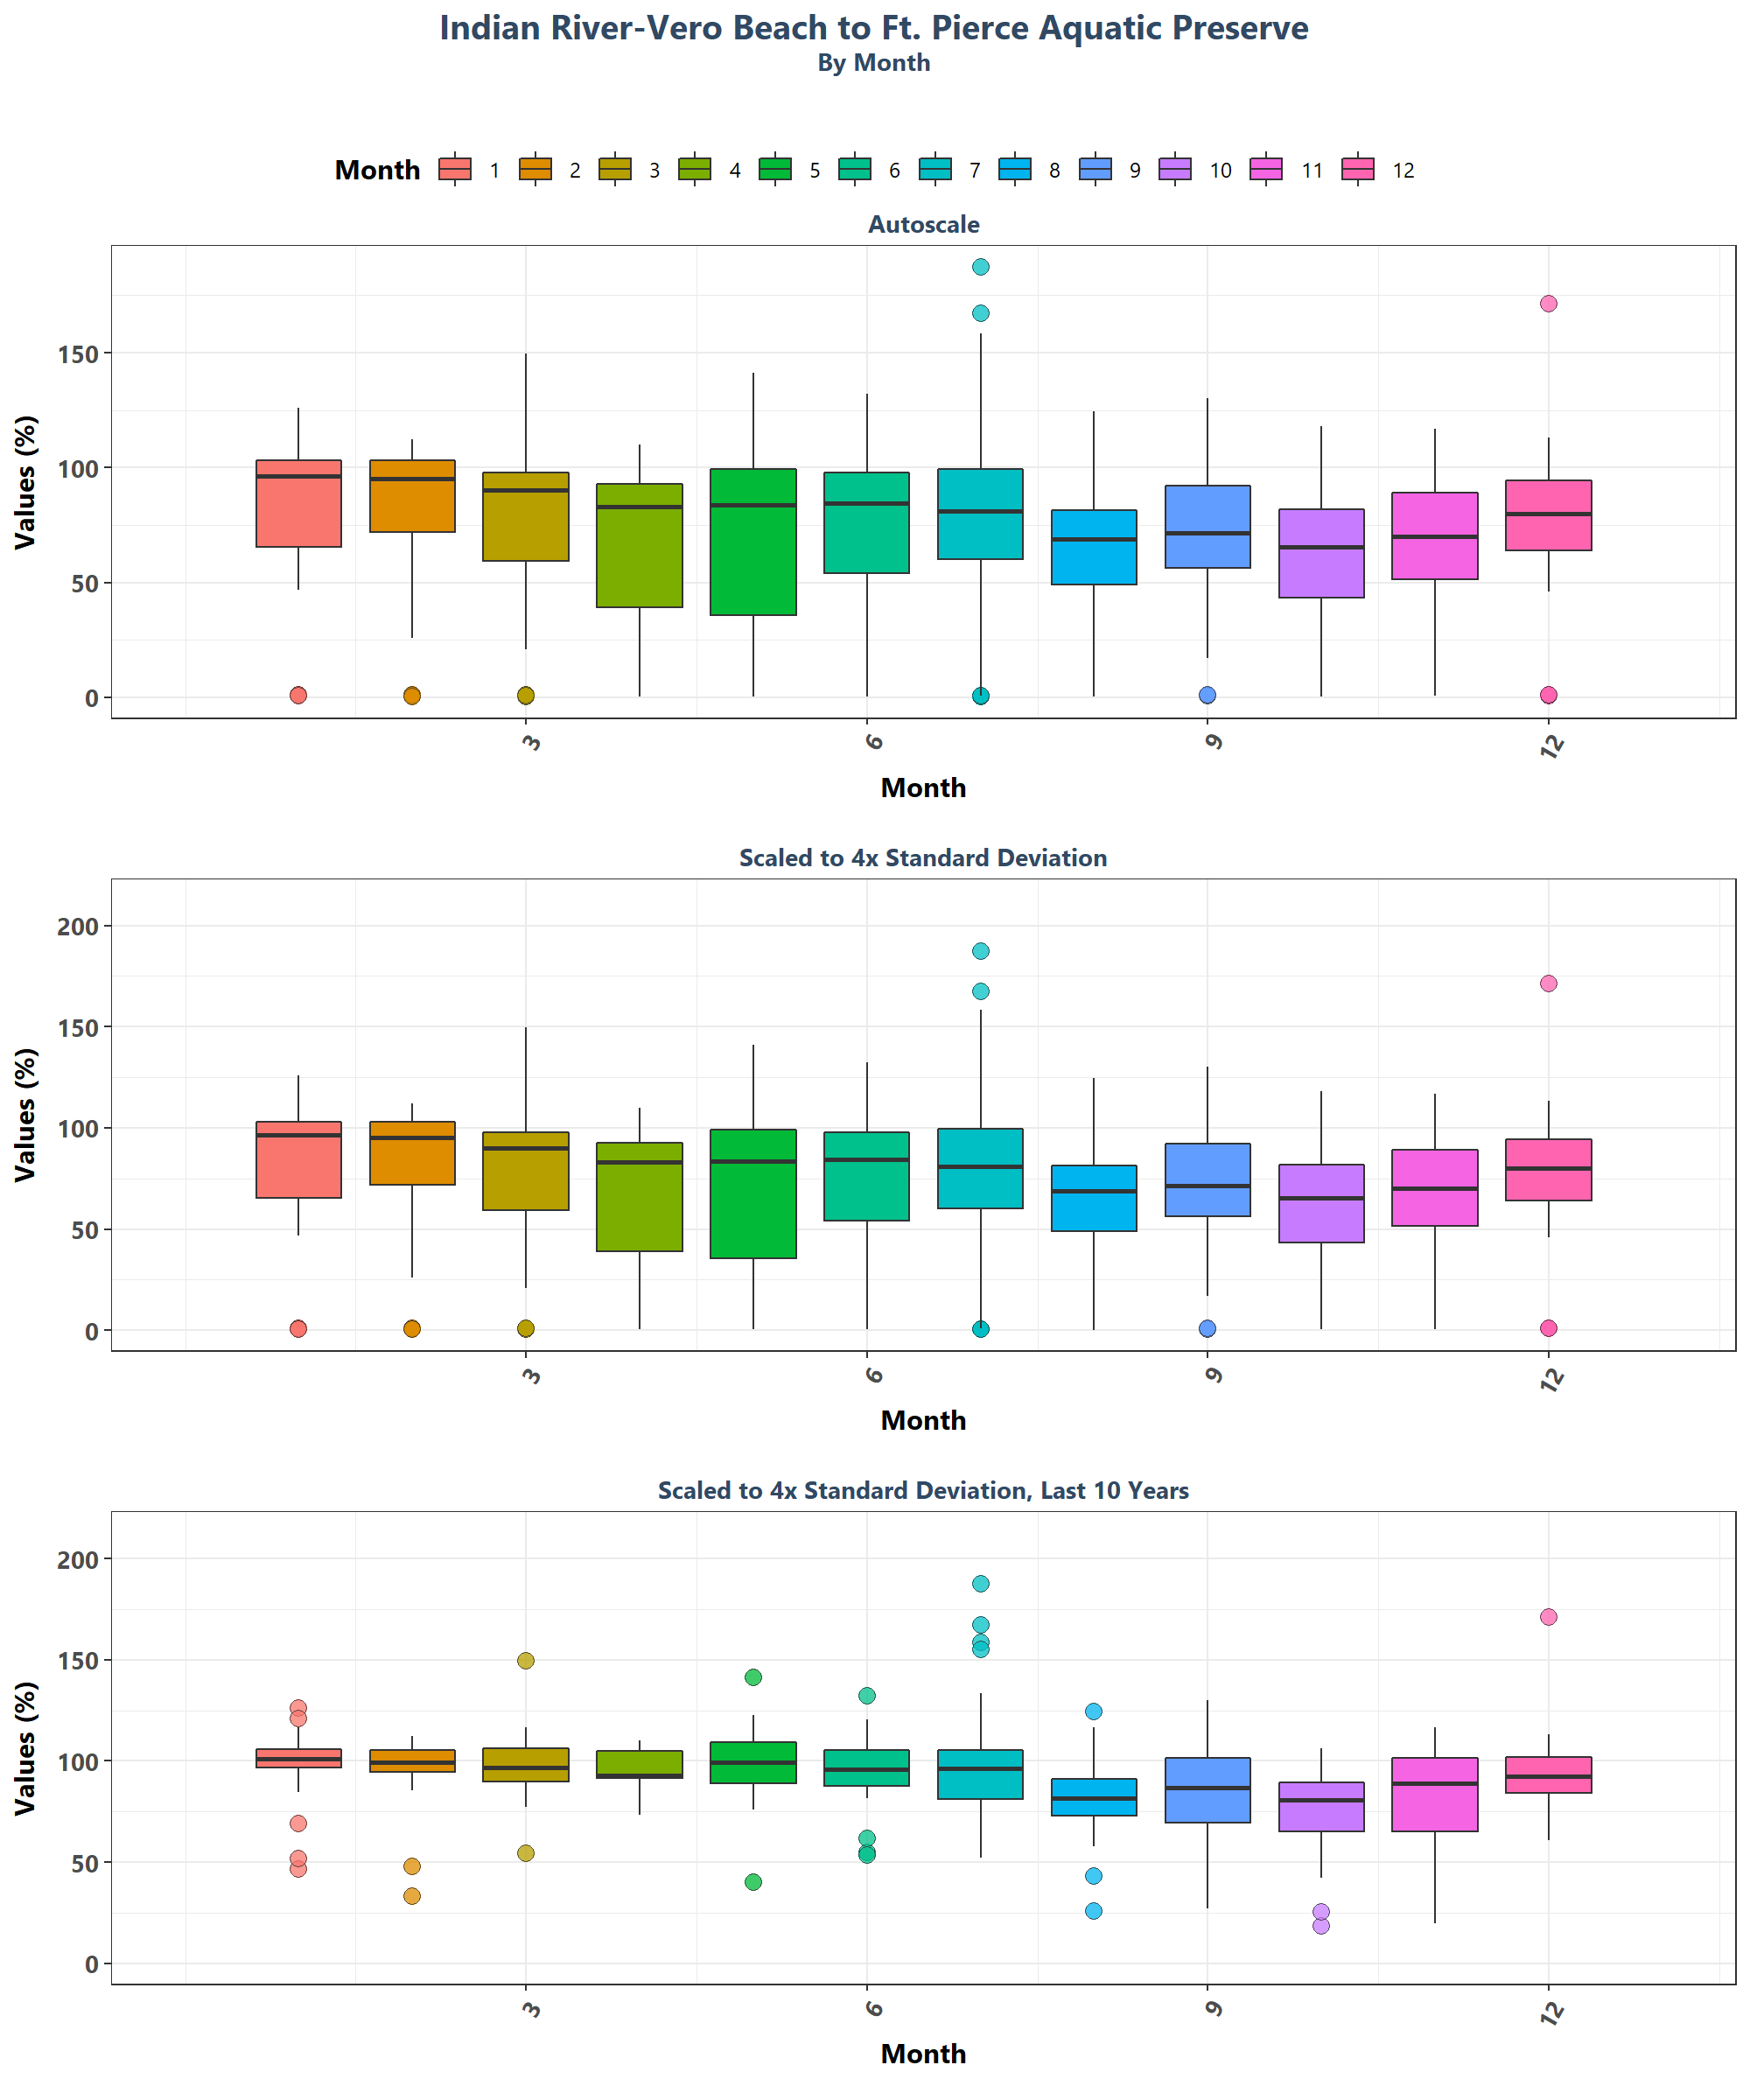 Indian River-Vero Beach to Ft. Pierce Aquatic Preserve
By Month
Month 1 2 3 4 5 6 7 8 9 10 11 12
Autoscale
Values (%)
150
100
50
0
3 6 9 12
Month
Scaled to 4x Standard Deviation
Values (%)
200
150
100
50
0
3 6 9 12
Month
Scaled to 4x Standard Deviation, Last 10 Years
Values (%)
200
150
100
50
0
3 6 9 12
Month